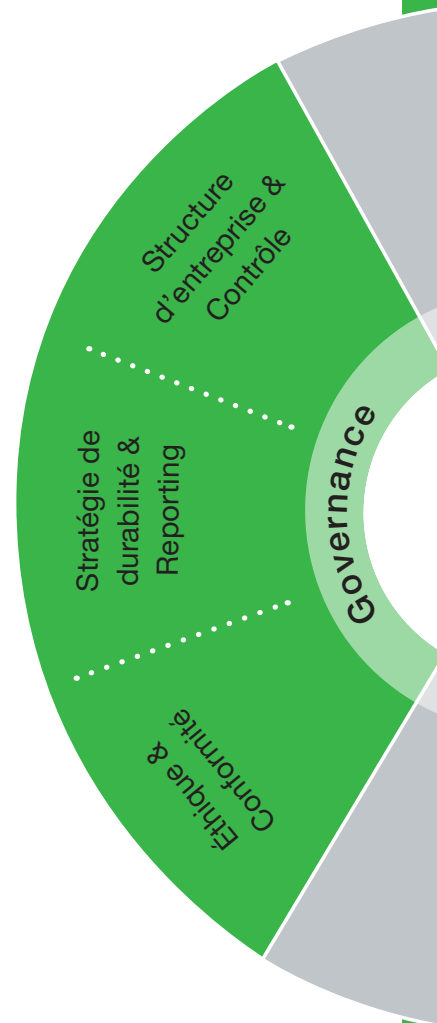 Structure
d'entreprise &
Contrôle
Stratégie de
durabilité &
Reporting
Éthique &
Conformité
Governance